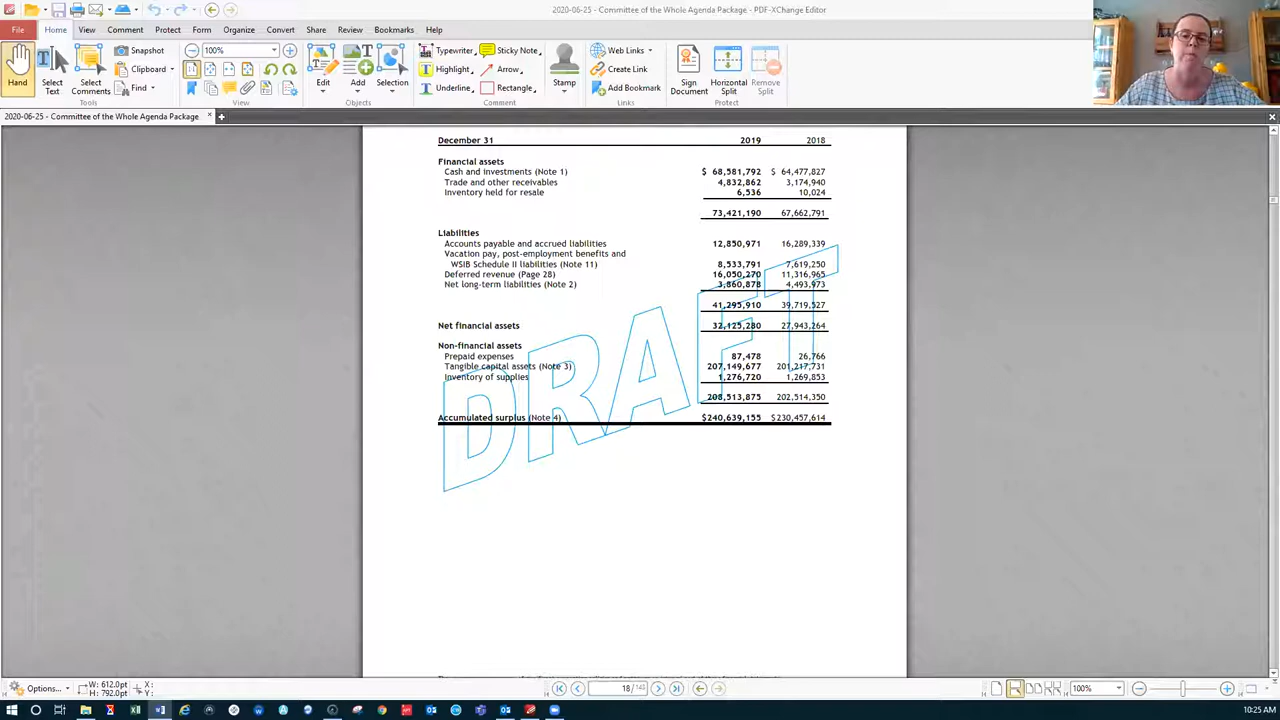 2020-06-25 - Committee of the Whole Agenda Package - PDF-XChange Editor
File Home View Comment Protect Form Organize Convert Share Review Bookmarks Help
Hand
Select Text
Snapshot
Clipboard
Find
Select Comments
Tools
100%
View
Edit
Add
Selection
Objects
Typewriter Sticky Note
Highlight Arrow
Underline Rectangle
Stamp
Comment
Web Links
Create Link
Add Bookmark
Links
Sign Document
Horizontal Split
Remove Split
Protect
2020-06-25 - Committee of the Whole Agenda Package
December 31 2019 2018
Financial assets
Cash and investments (Note 1) $ 68,581,792 $ 64,477,827
Trade and other receivables 4,832,862 3,174,940
Inventory held for resale 6,536 10,024
73,421,190 67,662,791
Liabilities
Accounts payable and accrued liabilities 12,850,971 16,289,339
Vacation pay, post-employment benefits and
WSIB Schedule II liabilities (Note 11) 8,533,791 7,619,250
Deferred revenue (Page 28) 16,050,270 11,316,965
Net long-term liabilities (Note 2) 3,860,878 4,493,973
41,295,910 39,719,527
Net financial assets 32,125,280 27,943,264
Non-financial assets
Prepaid expenses 87,478 26,766
Tangible capital assets (Note 3) 207,149,677 201,217,731
Inventory of supplies 1,276,720 1,269,853
208,513,875 202,514,350
Accumulated surplus (Note 4) $240,639,155 $230,457,614
DRAFT
Options...
W: 612.0pt
H: 792.0pt
X:
Y:
18
100%
10:25 AM